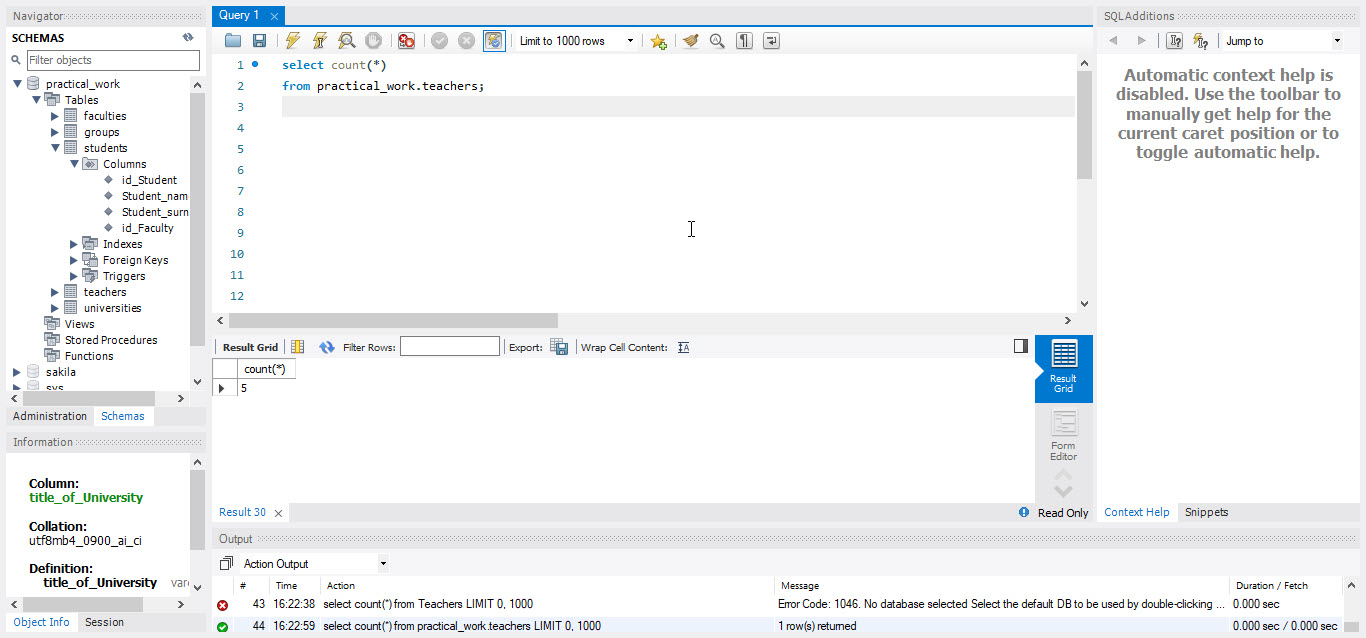 Navigator
SCHEMAS
Filter objects
practical_work
Tables
faculties
groups
students
Columns
id_Student
Student_nam
Student_surn
id_Faculty
Indexes
Foreign Keys
Triggers
teachers
universities
Views
Stored Procedures
Functions
sakila
sys
Administration Schemas
Information
Column:
title_of_University
Collation:
utf8mb4_0900_ai_ci
Definition:
title_of_University varc
Object Info Session
Query 1
Limit to 1000 rows
1 select count(*)
2 from practical_work.teachers;
3
4
5
6
7
8
9
10
11
12
Result Grid Filter Rows: Export: Wrap Cell Content:
count(*)
5
Result
Grid
Form
Editor
Result 30 Read Only
SQLAdditions
Jump to
Automatic context help is
disabled. Use the toolbar to
manually get help for the
current caret position or to
toggle automatic help.
Context Help Snippets
Output
Action Output
# Time Action Message Duration / Fetch
43 16:22:38 select count(*) from Teachers LIMIT 0, 1000 Error Code: 1046. No database selected Select the default DB to be used by double-clicking ... 0.000 sec
44 16:22:59 select count(*) from practical_work.teachers LIMIT 0, 1000 1 row(s) returned 0.000 sec / 0.000 sec